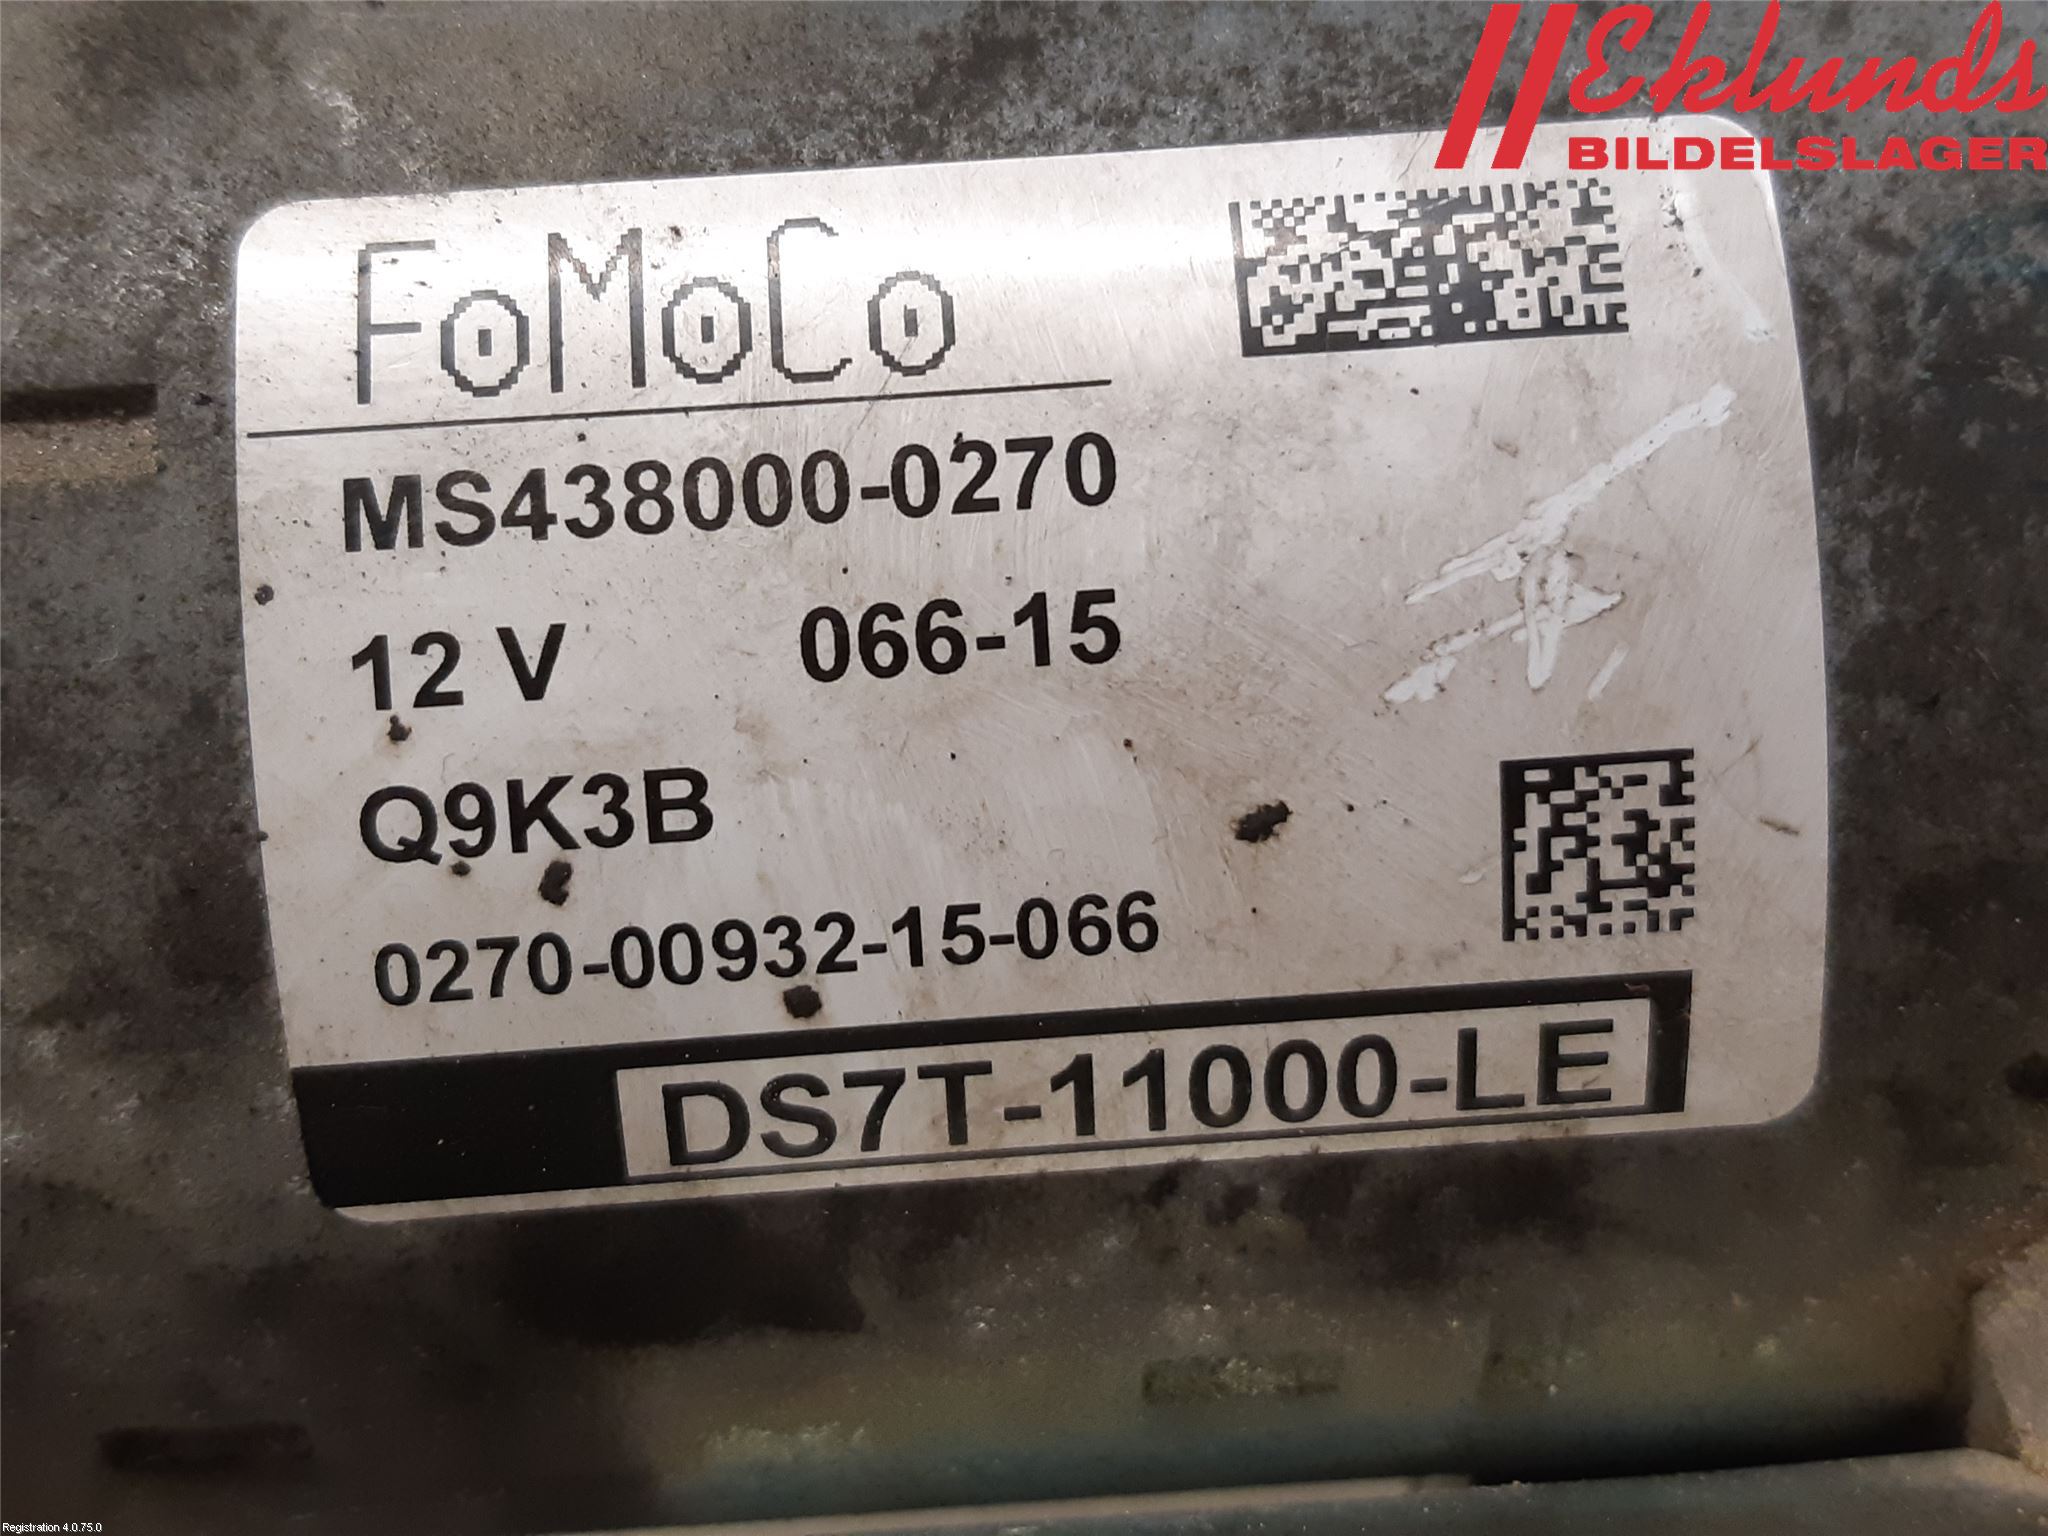 Eklunds
BILDELSLAGER
FoMoCo
MS438000-0270
12 V 066-15
Q9K3B
0270-00932-15-066
DS7T-11000-LE
Registration 4.0.75.0